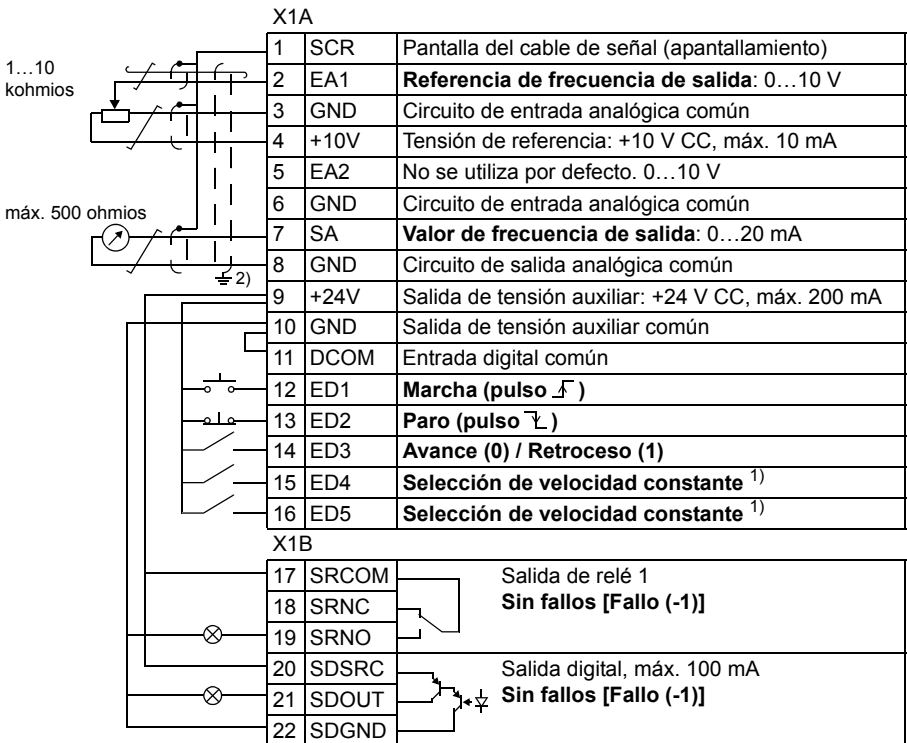 X1A
1…10
kohmios
1 SCR Pantalla del cable de señal (apantallamiento)
2 EA1 Referencia de frecuencia de salida: 0…10 V
3 GND Circuito de entrada analógica común
4 +10V Tensión de referencia: +10 V CC, máx. 10 mA
5 EA2 No se utiliza por defecto. 0…10 V
6 GND Circuito de entrada analógica común
máx. 500 ohmios
7 SA Valor de frecuencia de salida: 0…20 mA
8 GND Circuito de salida analógica común
2)
9 +24V Salida de tensión auxiliar: +24 V CC, máx. 200 mA
10 GND Salida de tensión auxiliar común
11 DCOM Entrada digital común
12 ED1 Marcha (pulso )
13 ED2 Paro (pulso )
14 ED3 Avance (0) / Retroceso (1)
15 ED4 Selección de velocidad constante 1)
16 ED5 Selección de velocidad constante 1)
X1B
17 SRCOM Salida de relé 1
18 SRNC Sin fallos [Fallo (-1)]
19 SRNO
20 SDSRC Salida digital, máx. 100 mA
21 SDOUT Sin fallos [Fallo (-1)]
22 SDGND